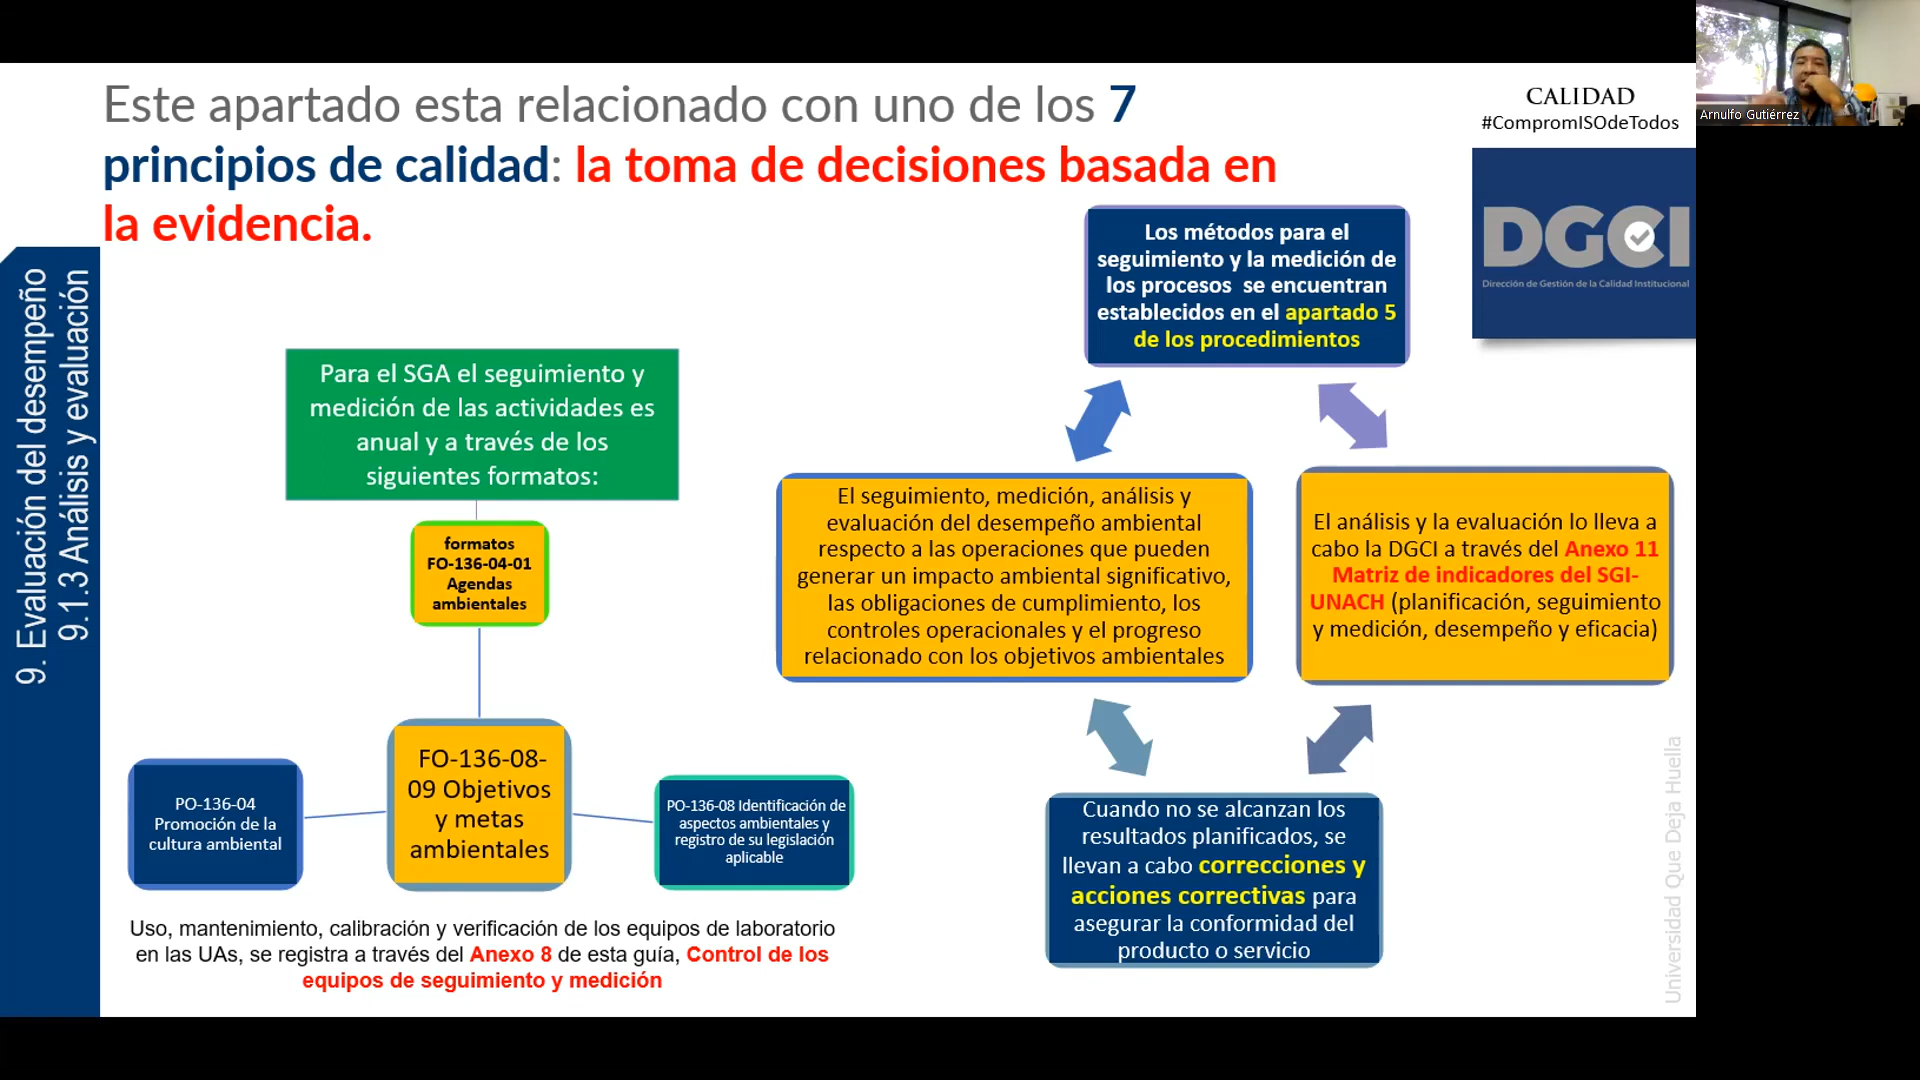 Este apartado esta relacionado con uno de los 7
principios de calidad: la toma de decisiones basada en
la evidencia.
CALIDAD
#CompromISOdeTodos
Arnulfo Gutiérrez
DGCI
Dirección de Gestión de la Calidad Institucional
9. Evaluación del desempeño
9.1.3 Análisis y evaluación
Para el SGA el seguimiento y
medición de las actividades es
anual y a través de los
siguientes formatos:
formatos
FO-136-04-01
Agendas
ambientales
FO-136-08-
09 Objetivos
y metas
ambientales
PO-136-04
Promoción de la
cultura ambiental
PO-136-08 Identificación de
aspectos ambientales y
registro de su legislación
aplicable
Uso, mantenimiento, calibración y verificación de los equipos de laboratorio
en las UAs, se registra a través del Anexo 8 de esta guía, Control de los
equipos de seguimiento y medición
Los métodos para el
seguimiento y la medición de
los procesos se encuentran
establecidos en el apartado 5
de los procedimientos
El seguimiento, medición, análisis y
evaluación del desempeño ambiental
respecto a las operaciones que pueden
generar un impacto ambiental significativo,
las obligaciones de cumplimiento, los
controles operacionales y el progreso
relacionado con los objetivos ambientales
El análisis y la evaluación lo lleva a
cabo la DGCI a través del Anexo 11
Matriz de indicadores del SGI-
UNACH (planificación, seguimiento
y medición, desempeño y eficacia)
Cuando no se alcanzan los
resultados planificados, se
llevan a cabo correcciones y
acciones correctivas para
asegurar la conformidad del
producto o servicio
Universidad Que Deja Huella